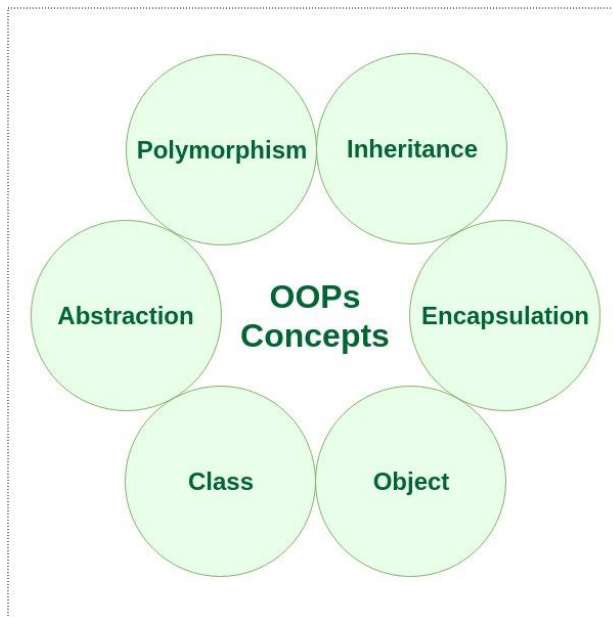 Polymorphism
Inheritance
Abstraction
OOPs
Concepts
Encapsulation
Class
Object